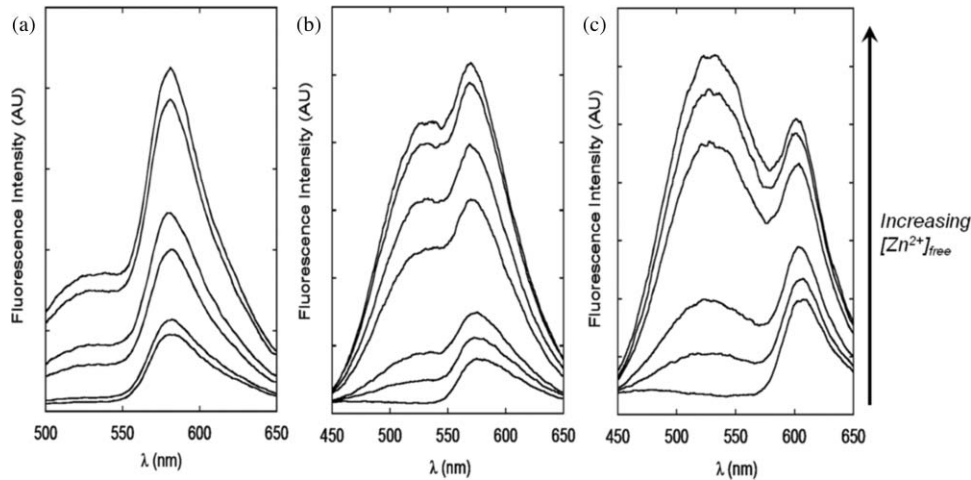 (a)
Fluorescence Intensity (AU)
500 550 600 650
λ (nm)
(b)
Fluorescence Intensity (AU)
450 500 550 600 650
λ (nm)
(c)
Fluorescence Intensity (AU)
450 500 550 600 650
λ (nm)
Increasing
[Zn²⁺]free